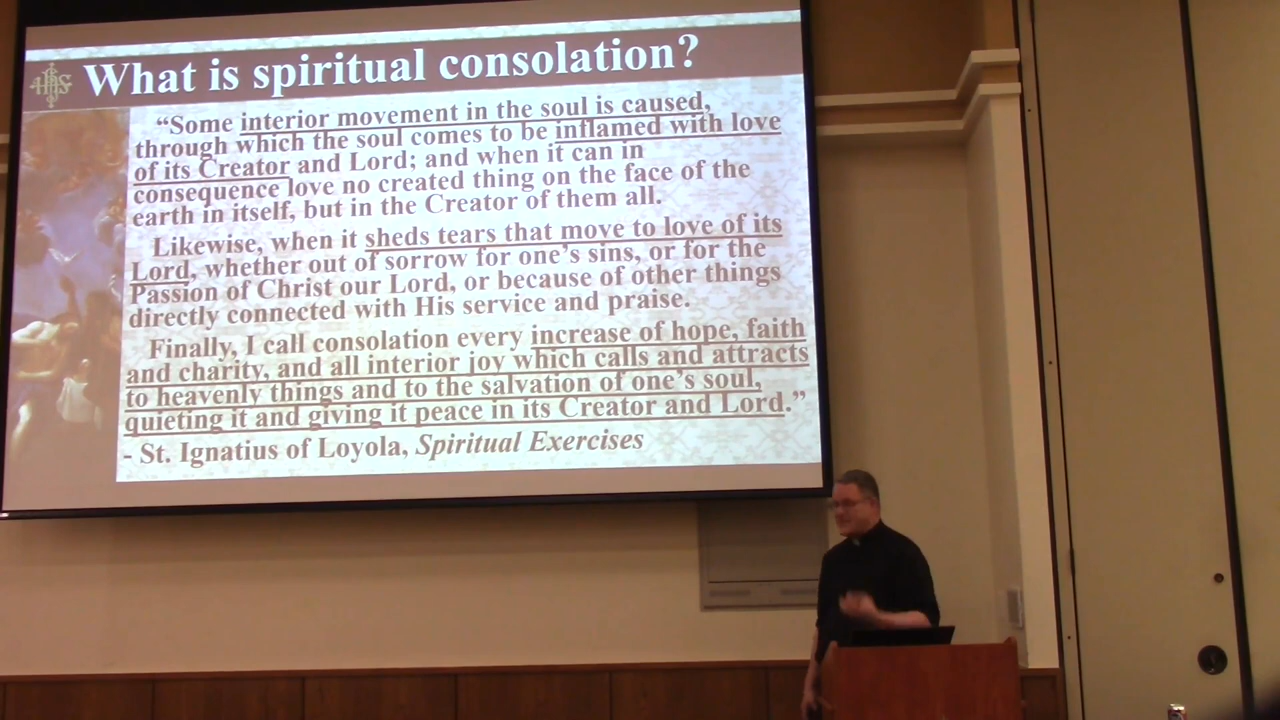 IHS
What is spiritual consolation?
“Some interior movement in the soul is caused,
through which the soul comes to be inflamed with love
of its Creator and Lord; and when it can in
consequence love no created thing on the face of the
earth in itself, but in the Creator of them all.
Likewise, when it sheds tears that move to love of its
Lord, whether out of sorrow for one’s sins, or for the
Passion of Christ our Lord, or because of other things
directly connected with His service and praise.
Finally, I call consolation every increase of hope, faith
and charity, and all interior joy which calls and attracts
to heavenly things and to the salvation of one’s soul,
quieting it and giving it peace in its Creator and Lord.”
- St. Ignatius of Loyola, Spiritual Exercises